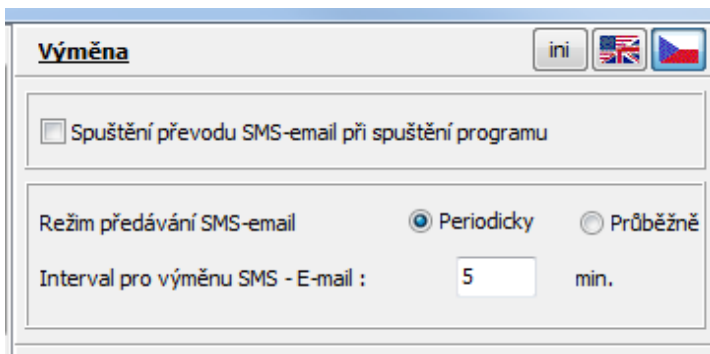 Výměna ini
Spuštění převodu SMS-email při spuštění programu
Režim předávání SMS-email Periodicky Průběžně
Interval pro výměnu SMS - E-mail : 5 min.